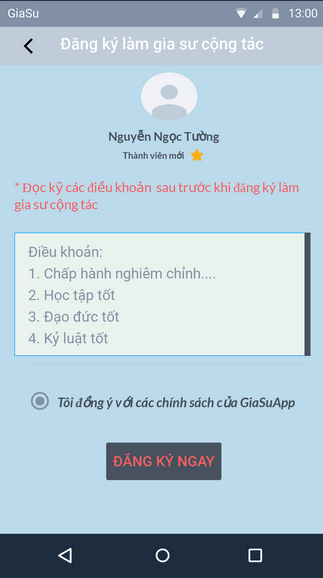 GiaSu
13:00
Đăng ký làm gia sư cộng tác
Nguyễn Ngọc Tường
Thành viên mới
* Đọc kỹ các điều khoản sau trước khi đăng ký làm
gia sư cộng tác
Điều khoản:
1. Chấp hành nghiêm chỉnh....
2. Học tập tốt
3. Đạo đức tốt
4. Kỷ luật tốt
Tôi đồng ý với các chính sách của GiaSuApp
ĐĂNG KÝ NGAY